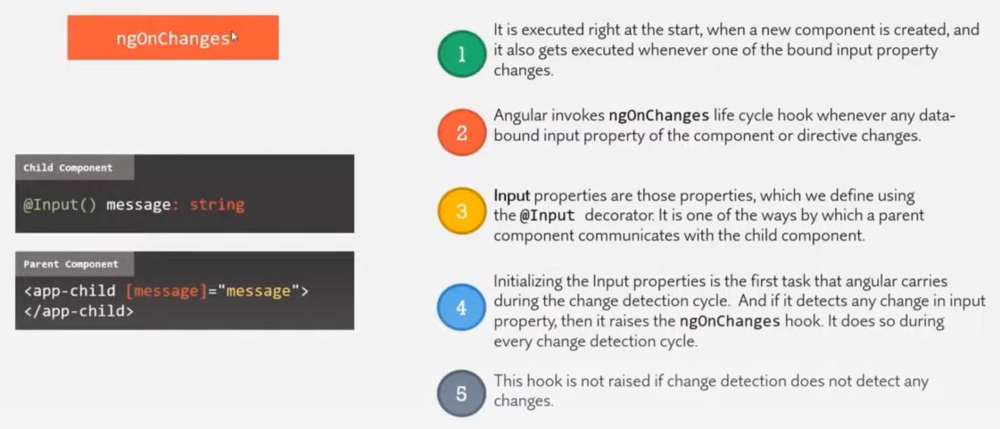 ngOnChanges
Child Component
@Input() message: string
Parent Component
<app-child [message]="message">
</app-child>
1
It is executed right at the start, when a new component is created, and
it also gets executed whenever one of the bound input property
changes.
2
Angular invokes ngOnChanges life cycle hook whenever any data-
bound input property of the component or directive changes.
3
Input properties are those properties, which we define using
the @Input decorator. It is one of the ways by which a parent
component communicates with the child component.
4
Initializing the Input properties is the first task that angular carries
during the change detection cycle. And if it detects any change in input
property, then it raises the ngOnChanges hook. It does so during
every change detection cycle.
5
This hook is not raised if change detection does not detect any
changes.